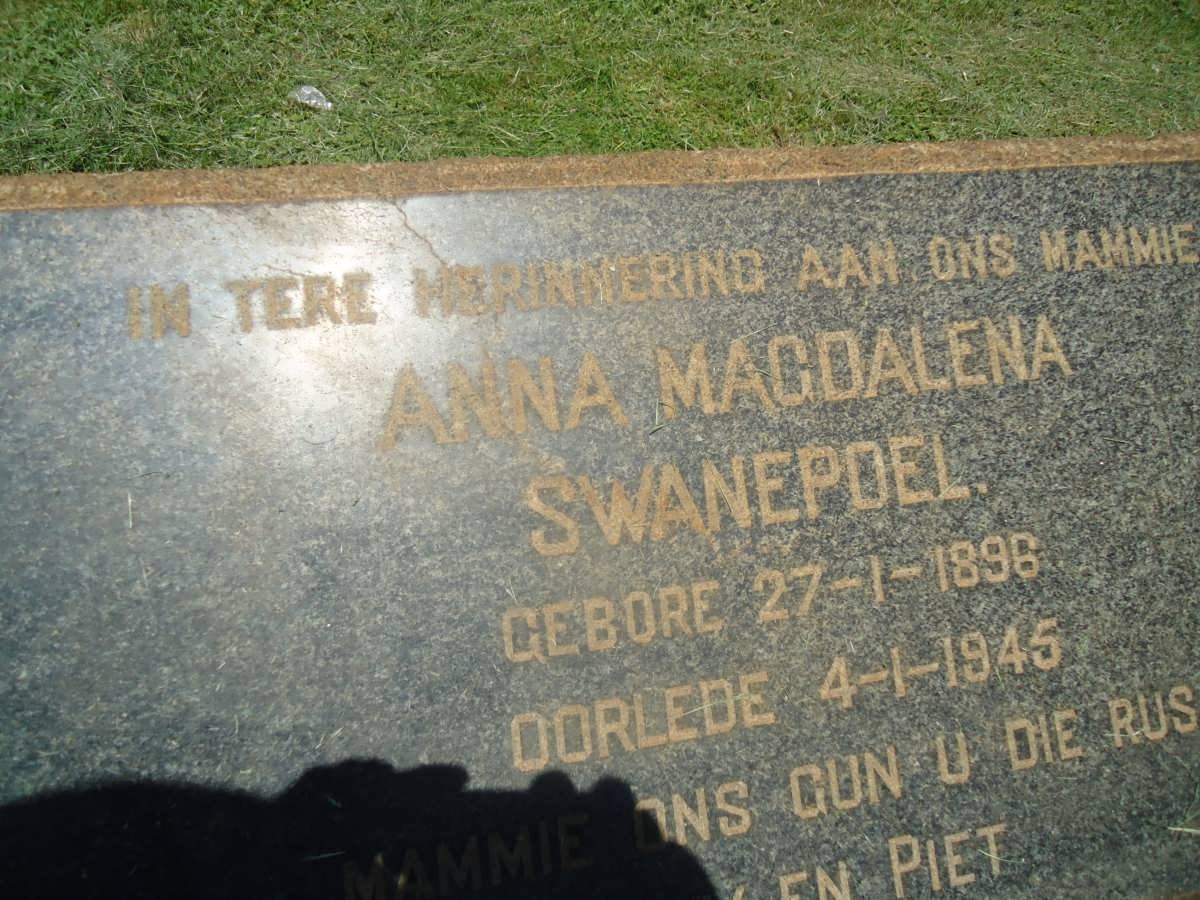 IN TERE HERINNERING AAN ONS MAMMIE
ANNA MAGDALENA
SWANEPOEL.
GEBORE 27-1-1896
OORLEDE 4-1-1945
MAMMIE ONS GUN U DIE RUS
EN PIET